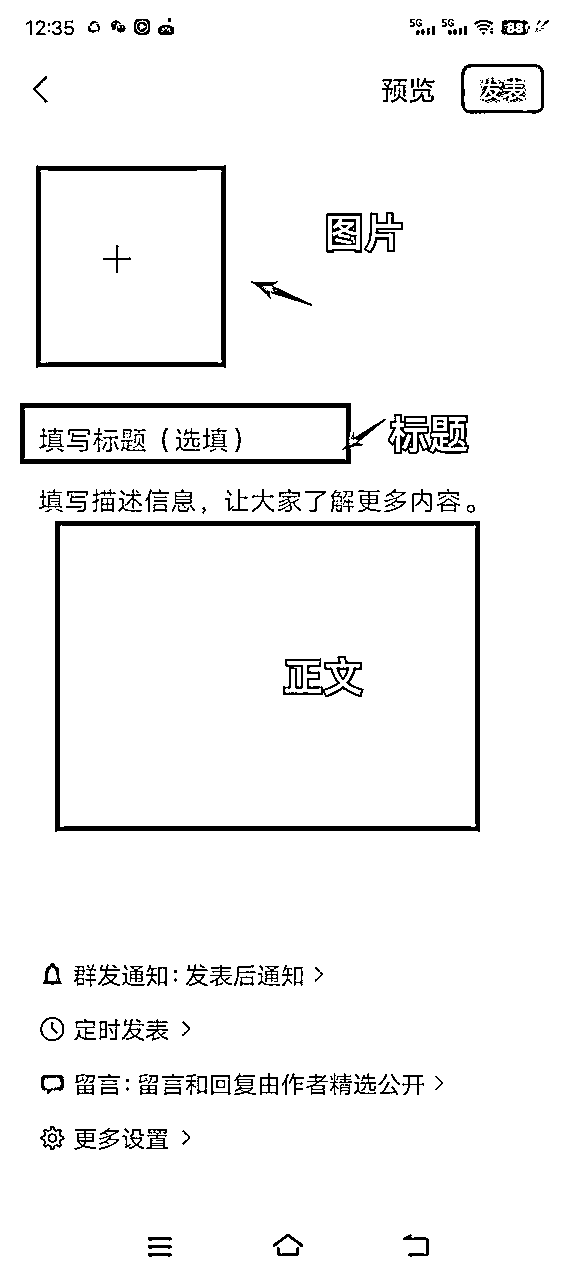 12:35 5G 5G 88
预览 发表
图片
填写标题（选填） 标题
填写描述信息，让大家了解更多内容。
正文
群发通知：发表后通知
定时发表
留言：留言和回复由作者精选公开
更多设置